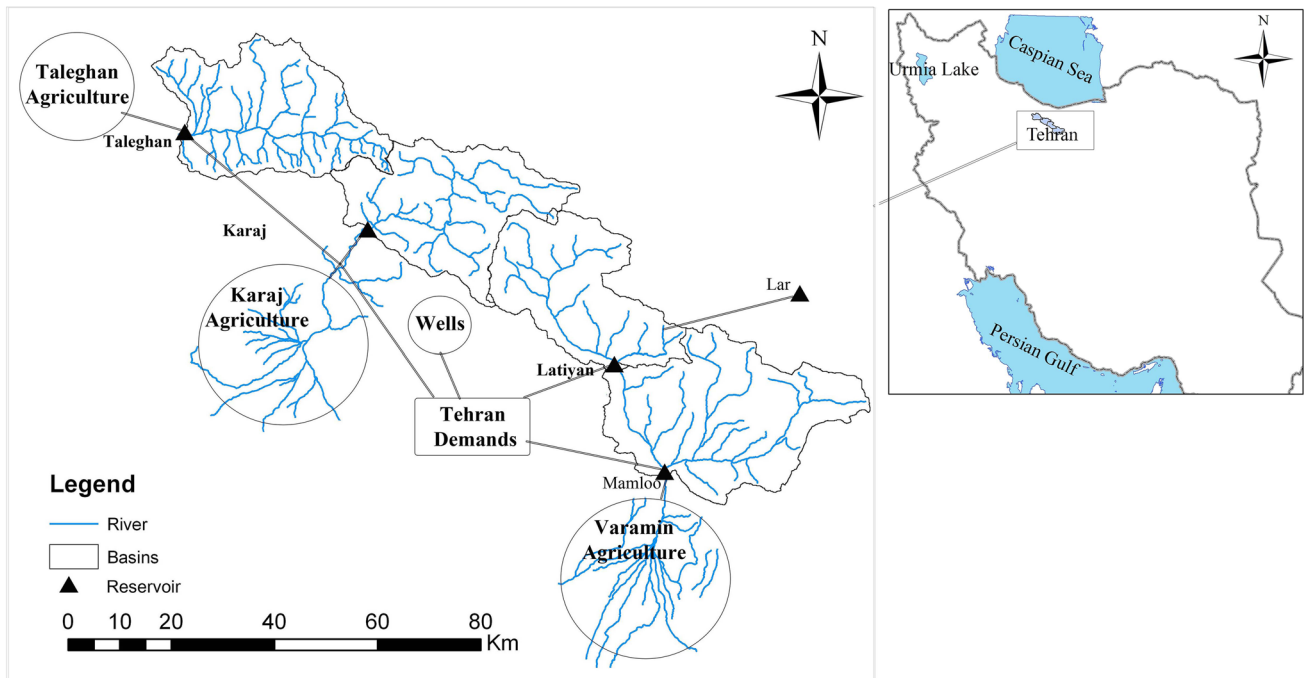 Taleghan
Agriculture
Taleghan
N
Karaj
Karaj
Agriculture
Wells
Lar
Latiyan
Tehran
Demands
Mamloo
Varamin
Agriculture
Legend
River
Basins
Reservoir
0 10 20 40 60 80
Km
Caspian Sea
N
Urmia Lake
Tehran
Persian Gulf